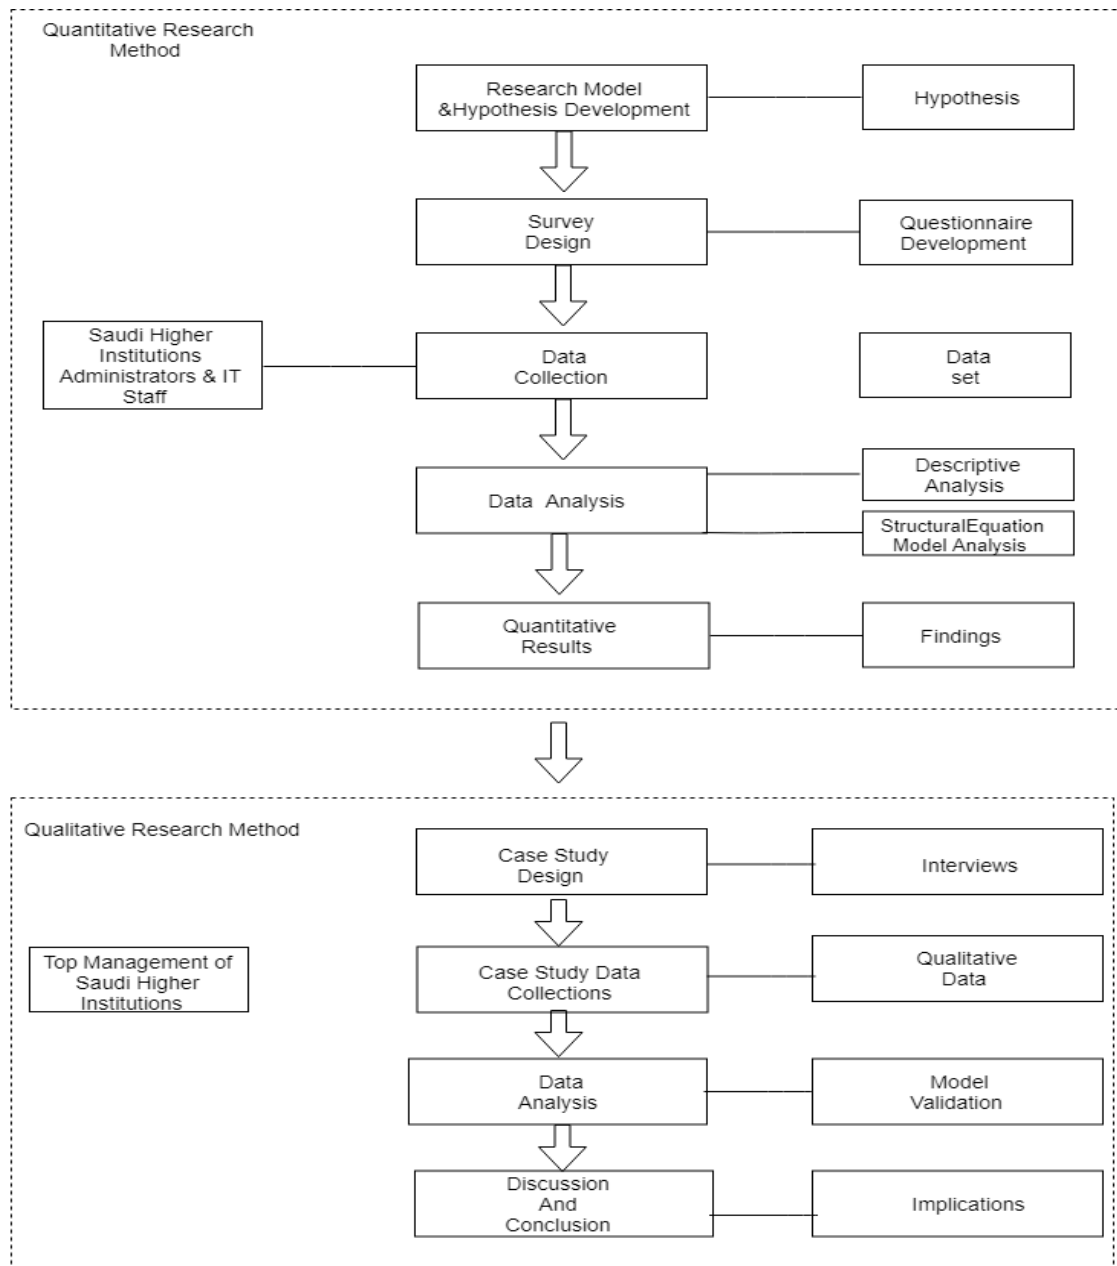 Quantitative Research
Method
Research Model
&Hypothesis Development
Hypothesis
Survey
Design
Questionnaire
Development
Saudi Higher
Institutions
Administrators & IT
Staff
Data
Collection
Data
set
Data Analysis
Descriptive
Analysis
StructuralEquation
Model Analysis
Quantitative
Results
Findings
Qualitative Research Method
Case Study
Design
Interviews
Top Management of
Saudi Higher
Institutions
Case Study Data
Collections
Qualitative
Data
Data
Analysis
Model
Validation
Discussion
And
Conclusion
Implications